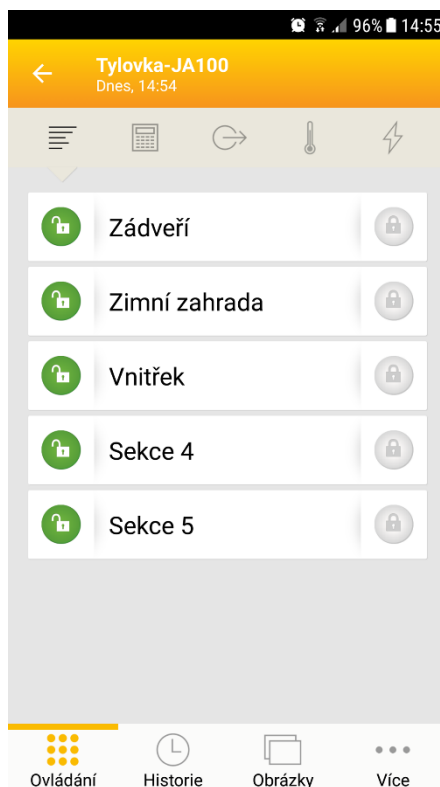 96% 14:55
Tylovka-JA100
Dnes, 14:54
Zádveří
Zimní zahrada
Vnitřek
Sekce 4
Sekce 5
Ovládání Historie Obrázky Více